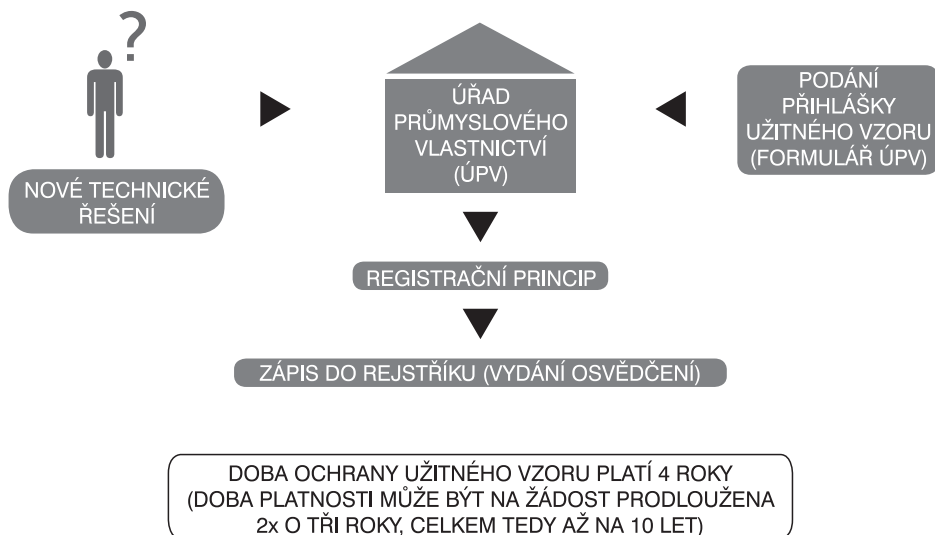 ?
NOVÉ TECHNICKÉ
ŘEŠENÍ
ÚŘAD
PRŮMYSLOVÉHO
VLASTNICTVÍ
(ÚPV)
PODÁNÍ
PŘIHLÁŠKY
UŽITNÉHO VZORU
(FORMULÁŘ ÚPV)
REGISTRAČNÍ PRINCIP
ZÁPIS DO REJSTŘÍKU (VYDÁNÍ OSVĚDČENÍ)
DOBA OCHRANY UŽITNÉHO VZORU PLATÍ 4 ROKY
(DOBA PLATNOSTI MŮŽE BÝT NA ŽÁDOST PRODLOUŽENA
2x O TŘI ROKY, CELKEM TEDY AŽ NA 10 LET)